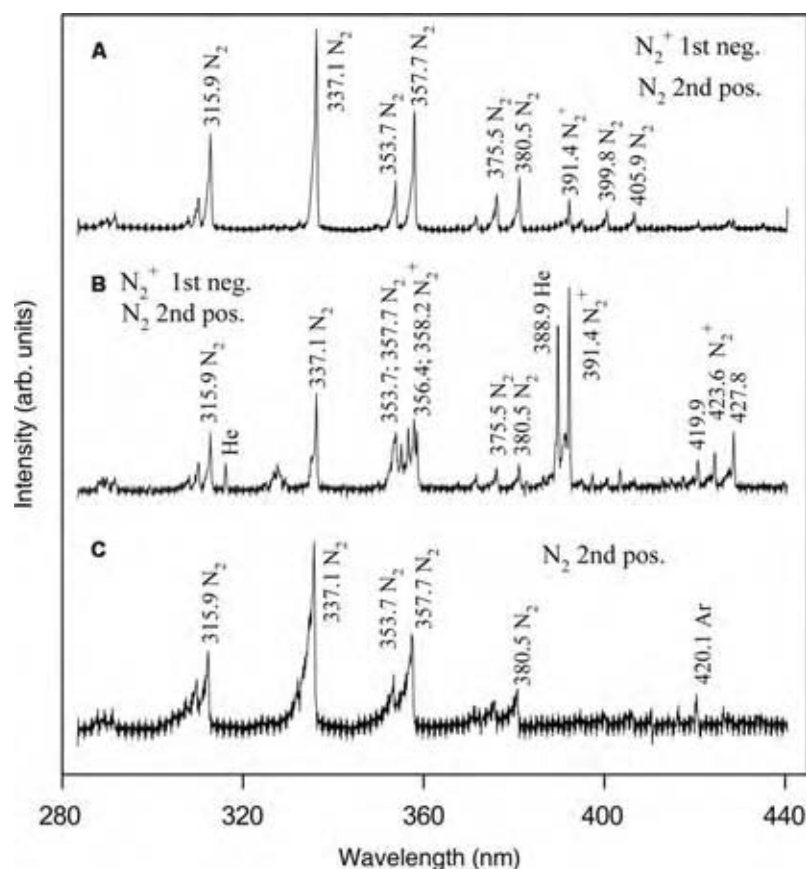 A
315.9 N₂
337.1 N₂
353.7 N₂
357.7 N₂
375.5 N₂
380.5 N₂
391.4 N₂⁺
399.8 N₂
405.9 N₂
N₂⁺ 1st neg.
N₂ 2nd pos.
B
N₂⁺ 1st neg.
N₂ 2nd pos.
315.9 N₂
He
337.1 N₂
353.7; 357.7 N₂
356.4; 358.2 N₂⁺
375.5 N₂
380.5 N₂
388.9 He
391.4 N₂⁺
419.9
423.6 N₂⁺
427.8
C
315.9 N₂
337.1 N₂
353.7 N₂
357.7 N₂
380.5 N₂
N₂ 2nd pos.
420.1 Ar
Intensity (arb. units)
280
320
360
400
440
Wavelength (nm)